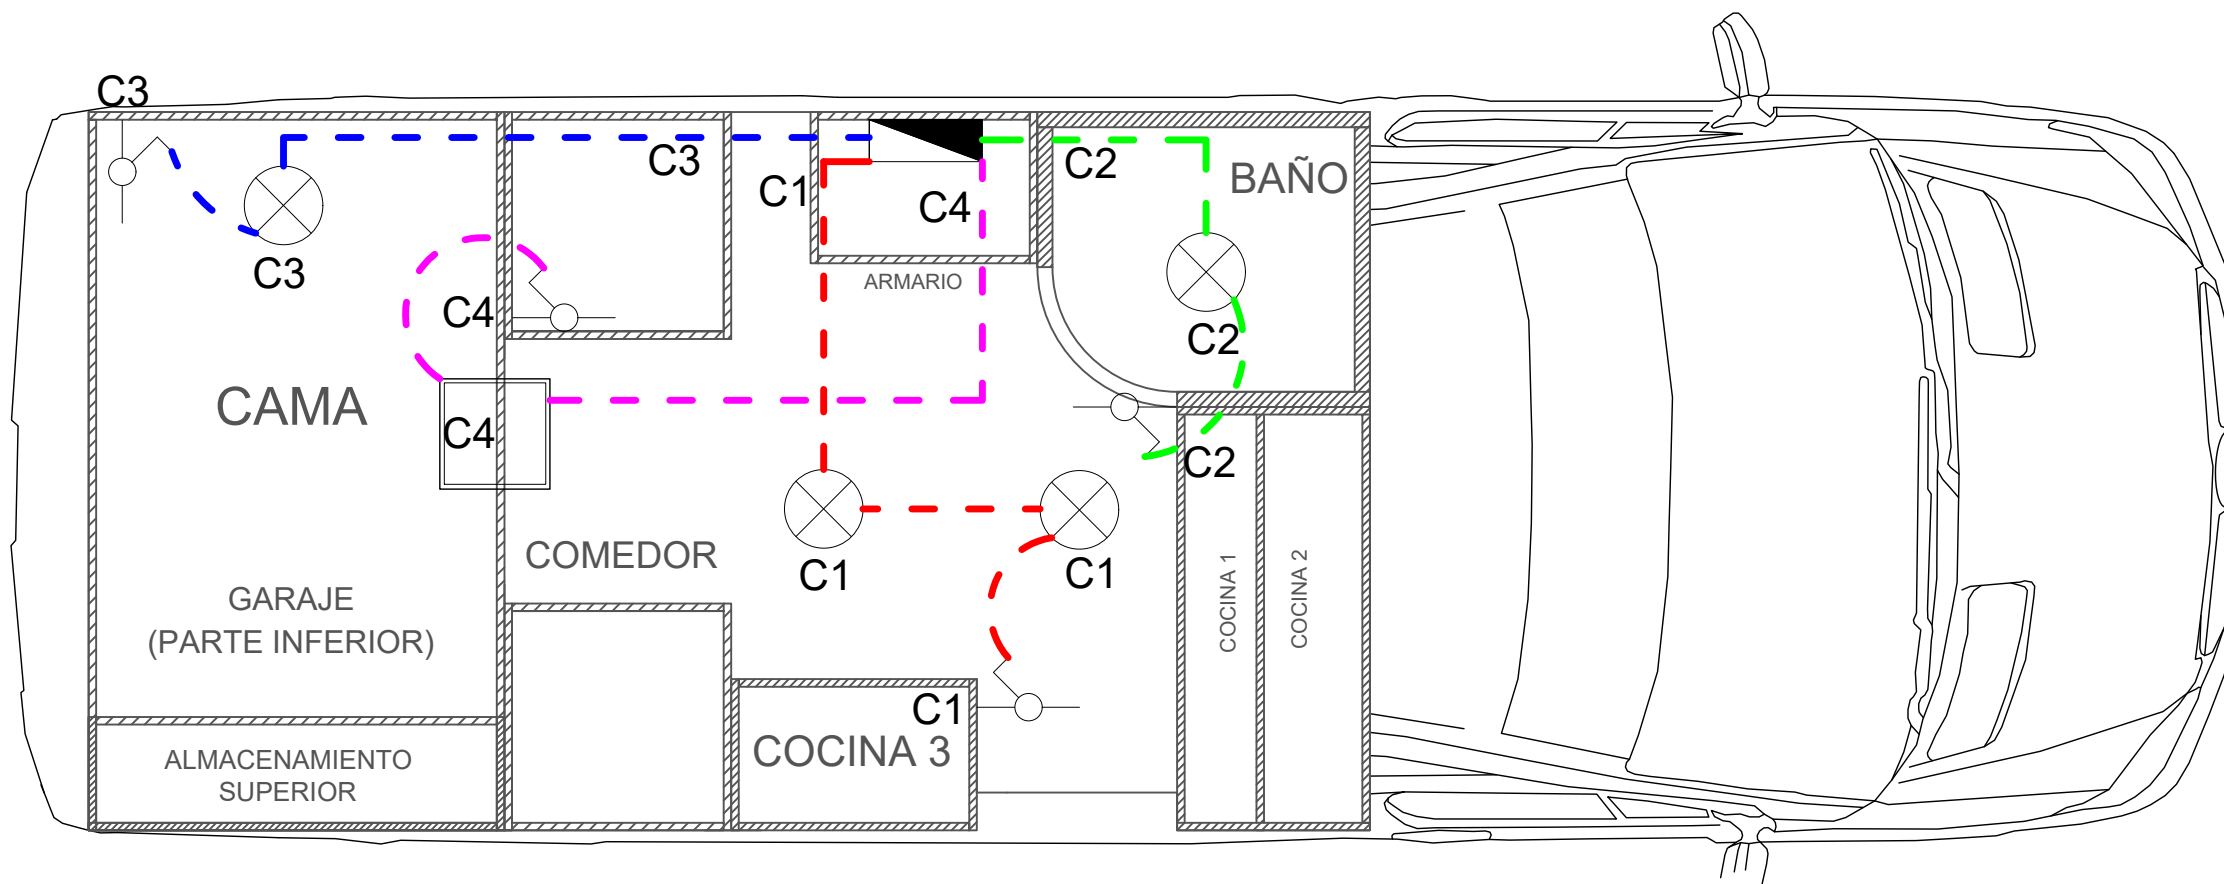 C3
C3
C1
C2
BAÑO
C4
C3
ARMARIO
C4
C2
CAMA
C4
C2
COMEDOR
C1
C1
COCINA 1
COCINA 2
GARAJE
(PARTE INFERIOR)
C1
COCINA 3
ALMACENAMIENTO
SUPERIOR